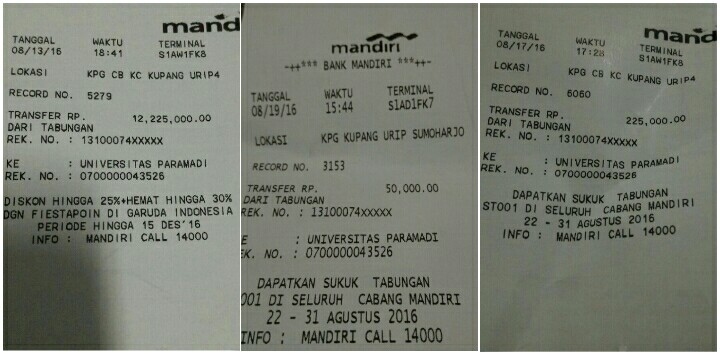 mand
TANGGAL WAKTU TERMINAL
08/13/16 18:41 S1AW1FK8
LOKASI KPG CB KC KUPANG URIP4
RECORD NO. 5279
TRANSFER RP. 12,225,000.00
DARI TABUNGAN
REK. NO. : 13100074XXXXX
KE : UNIVERSITAS PARAMADI
REK. NO. : 0700000043526
DISKON HINGGA 25%+HEMAT HINGGA 30%
DGN FIESTAPOIN DI GARUDA INDONESIA
PERIODE HINGGA 15 DES'16
INFO : MANDIRI CALL 14000
mandiri
-++*** BANK MANDIRI ***++-
TANGGAL WAKTU TERMINAL
08/19/16 15:44 S1AD1FK7
LOKASI KPG KUPANG URIP SUMOHARJO
RECORD NO. 3153
TRANSFER RP. 50,000.00
DARI TABUNGAN
REK. NO. : 13100074XXXXX
KE : UNIVERSITAS PARAMADI
EK. NO. : 0700000043526
DAPATKAN SUKUK TABUNGAN
001 DI SELURUH CABANG MANDIRI
22 - 31 AGUSTUS 2016
INFO : MANDIRI CALL 14000
mand
TANGGAL WAKTU TERMINAL
08/17/16 17:28 S1AW1FK8
LOKASI KPG CB KC KUPANG URIP4
RECORD NO. 6060
TRANSFER RP. 225,000.00
DARI TABUNGAN
REK. NO. : 13100074XXXXX
KE : UNIVERSITAS PARAMADI
REK. NO. : 0700000043526
DAPATKAN SUKUK TABUNGAN
ST001 DI SELURUH CABANG MANDIRI
22 - 31 AGUSTUS 2016
INFO : MANDIRI CALL 14000